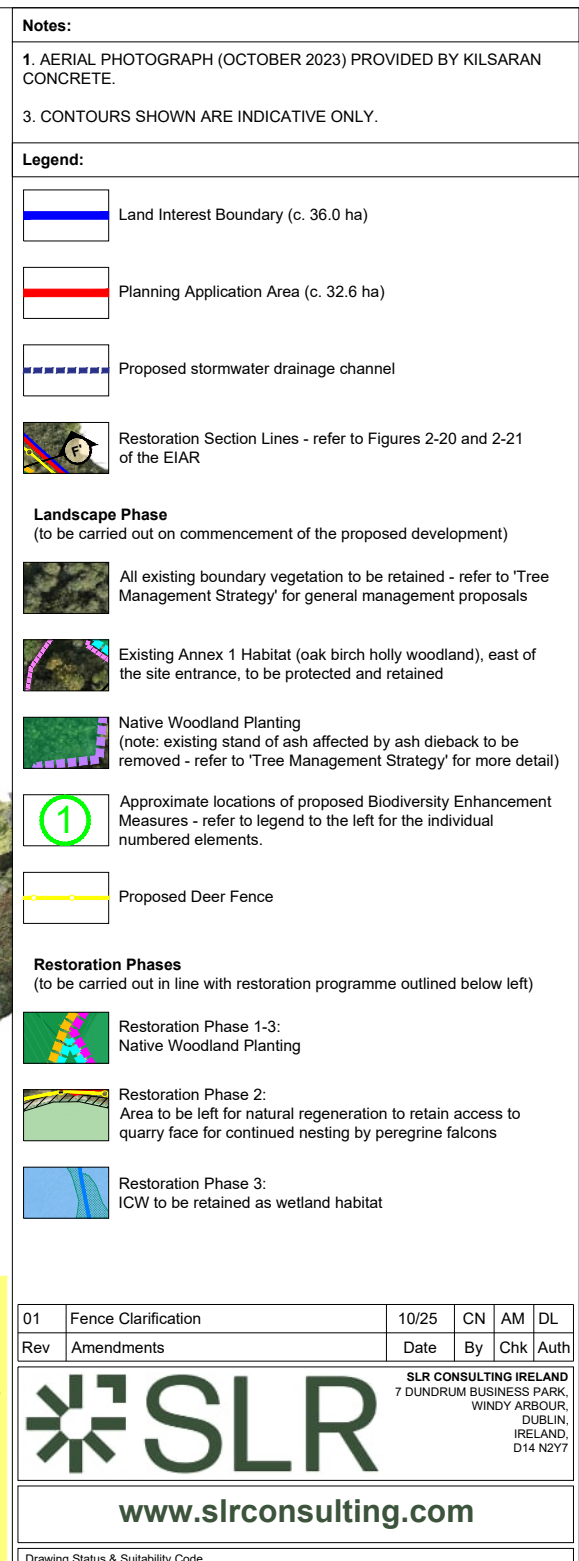 Notes:
1. AERIAL PHOTOGRAPH (OCTOBER 2023) PROVIDED BY KILSARAN
CONCRETE.
3. CONTOURS SHOWN ARE INDICATIVE ONLY.
Legend:
Land Interest Boundary (c. 36.0 ha)
Planning Application Area (c. 32.6 ha)
Proposed stormwater drainage channel
F'
Restoration Section Lines - refer to Figures 2-20 and 2-21
of the EIAR
Landscape Phase
(to be carried out on commencement of the proposed development)
All existing boundary vegetation to be retained - refer to 'Tree
Management Strategy' for general management proposals
Existing Annex 1 Habitat (oak birch holly woodland), east of
the site entrance, to be protected and retained
Native Woodland Planting
(note: existing stand of ash affected by ash dieback to be
removed - refer to 'Tree Management Strategy' for more detail)
1
Approximate locations of proposed Biodiversity Enhancement
Measures - refer to legend to the left for the individual
numbered elements.
Proposed Deer Fence
Restoration Phases
(to be carried out in line with restoration programme outlined below left)
Restoration Phase 1-3:
Native Woodland Planting
Restoration Phase 2:
Area to be left for natural regeneration to retain access to
quarry face for continued nesting by peregrine falcons
Restoration Phase 3:
ICW to be retained as wetland habitat
01 Fence Clarification 10/25 CN AM DL
Rev Amendments Date By Chk Auth
SLR
SLR CONSULTING IRELAND
7 DUNDRUM BUSINESS PARK,
WINDY ARBOUR,
DUBLIN,
IRELAND,
D14 N2Y7
www.slrconsulting.com
Drawing Status & Suitability Code